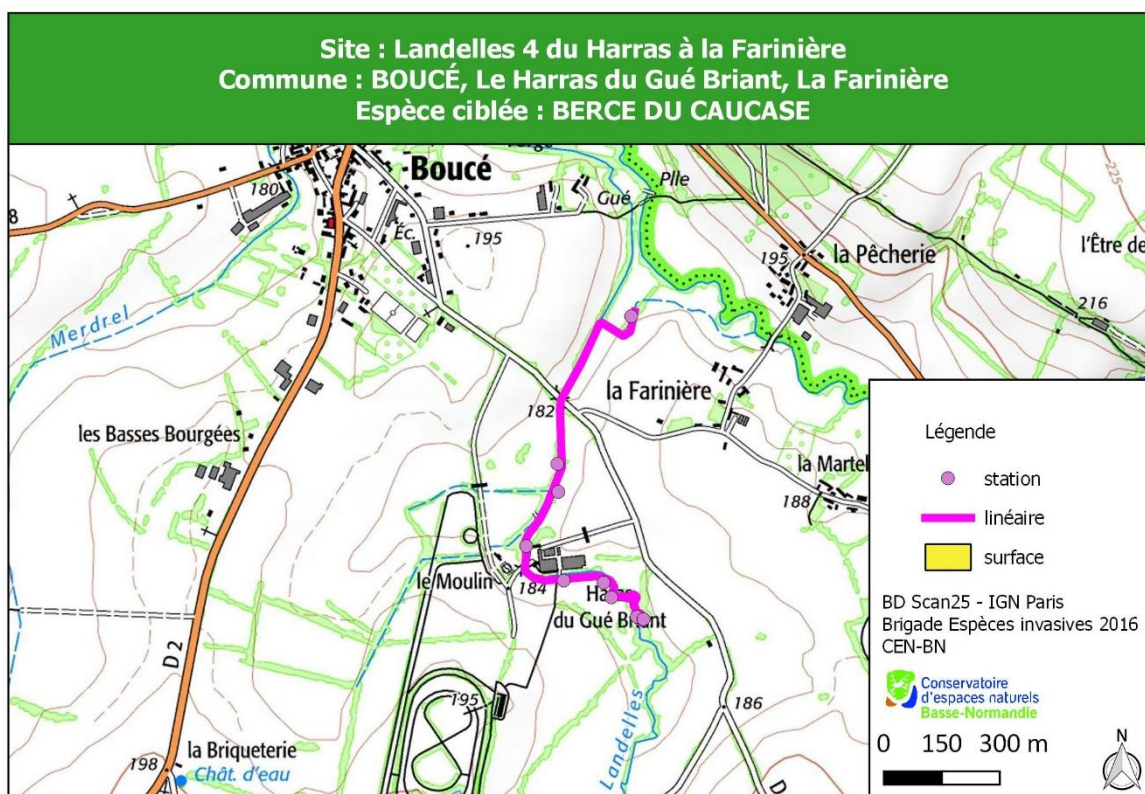 Site : Landelles 4 du Harras à la Farinière
Commune : BOUCÉ, Le Harras du Gué Briant, La Farinière
Espèce ciblée : BERCE DU CAUCASE
Boucé
180
8
Gué
Plle
Éc.
195
195
la Pêcherie
l'Être de
225
216
Merdrel
182
la Farinière
les Basses Bourgées
la Martel
188
le Moulin
184
du Gué Briant
D 2
195
186
Landelles
la Briqueterie
198
Chât. d'eau
D
Légende
station
linéaire
surface
BD Scan25 - IGN Paris
Brigade Espèces invasives 2016
CEN-BN
Conservatoire
d'espaces naturels
Basse-Normandie
0 150 300 m
N